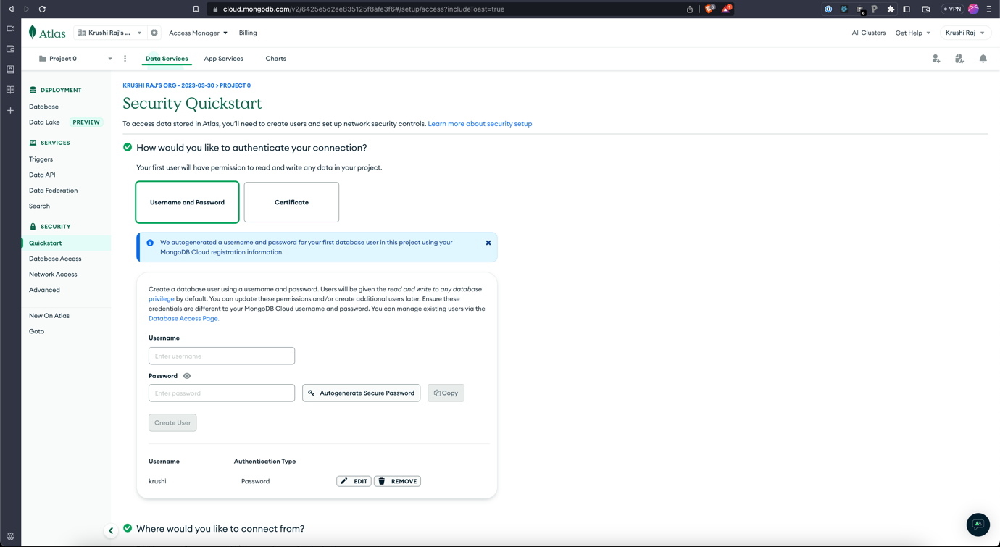 cloud.mongodb.com/v2/6425e5d2ee835125f8afe3f6#/setup/access?includeToast=true
6
1
6
VPN
Atlas
Krushi Raj's ...
Access Manager
Billing
All Clusters
Get Help
Krushi Raj
Project 0
Data Services
App Services
Charts
DEPLOYMENT
Database
Data Lake PREVIEW
SERVICES
Triggers
Data API
Data Federation
Search
SECURITY
Quickstart
Database Access
Network Access
Advanced
New On Atlas
Goto
KRUSHI RAJ'S ORG - 2023-03-30 > PROJECT 0
Security Quickstart
To access data stored in Atlas, you'll need to create users and set up network security controls. Learn more about security setup
How would you like to authenticate your connection?
Your first user will have permission to read and write any data in your project.
Username and Password
Certificate
We autogenerated a username and password for your first database user in this project using your
MongoDB Cloud registration information.
Create a database user using a username and password. Users will be given the read and write to any database
privilege by default. You can update these permissions and/or create additional users later. Ensure these
credentials are different to your MongoDB Cloud username and password. You can manage existing users via the
Database Access Page.
Username
Enter username
Password
Enter password
Autogenerate Secure Password
Copy
Create User
Username Authentication Type
krushi Password EDIT REMOVE
Where would you like to connect from?